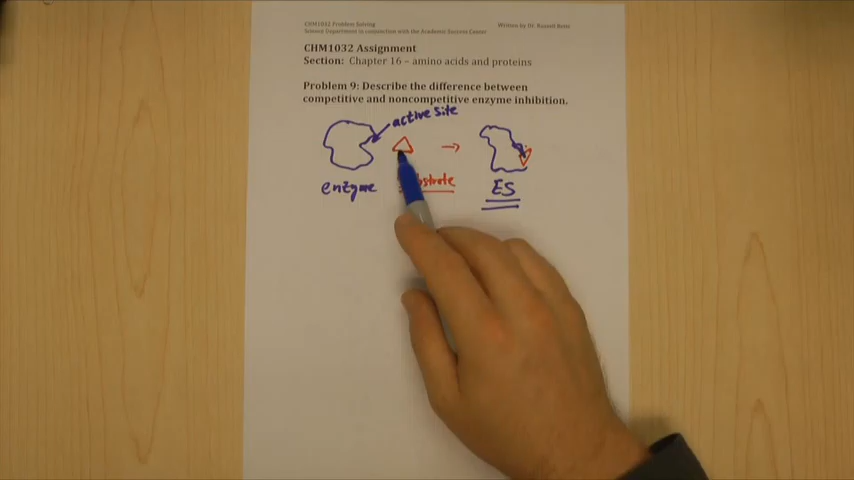 CHM1032 Problem Solving
Written by Dr. Russell Betts
Science Department in conjunction with the Academic Success Center
CHM1032 Assignment
Section: Chapter 16 – amino acids and proteins
Problem 9: Describe the difference between
competitive and noncompetitive enzyme inhibition.
active site
enzyme
ES